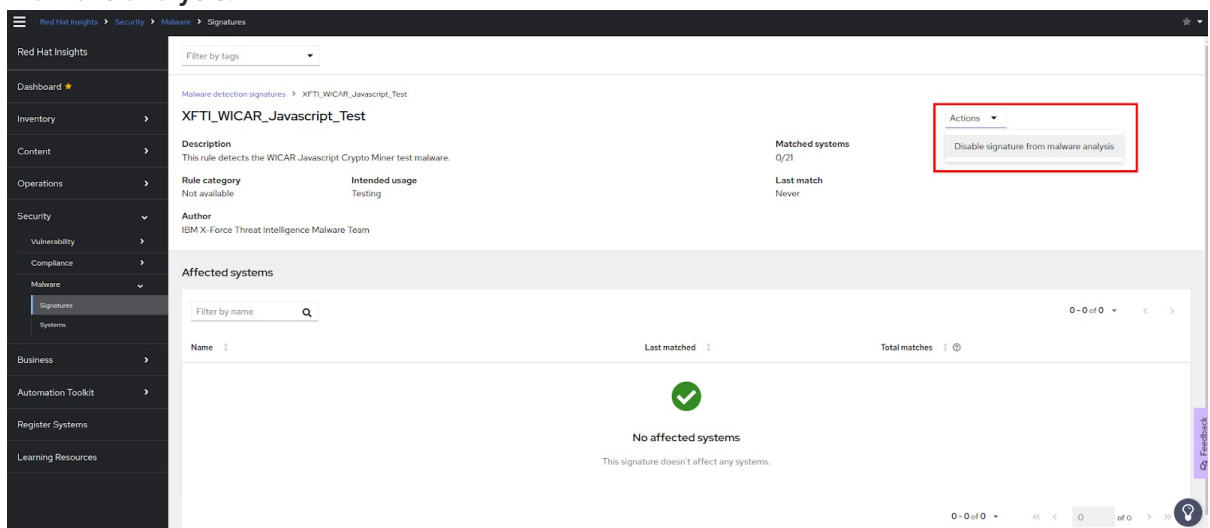 Red Hat Insights > Security > Malware > Signatures
Red Hat Insights
Dashboard
Inventory
Content
Operations
Security
Vulnerability
Compliance
Malware
Signatures
Systems
Business
Automation Toolkit
Register Systems
Learning Resources
Filter by tags
Malware detection signatures > XFTI_WICAR_Javascript_Test
XFTI_WICAR_Javascript_Test
Actions
Disable signature from malware analysis
Description
This rule detects the WICAR Javascript Crypto Miner test malware.
Matched systems
0/21
Rule category
Not available
Intended usage
Testing
Last match
Never
Author
IBM X-Force Threat Intelligence Malware Team
Affected systems
Filter by name
0 - 0 of 0
Name
Last matched
Total matches
No affected systems
This signature doesn't affect any systems.
0 - 0 of 0
0 of 0
Feedback